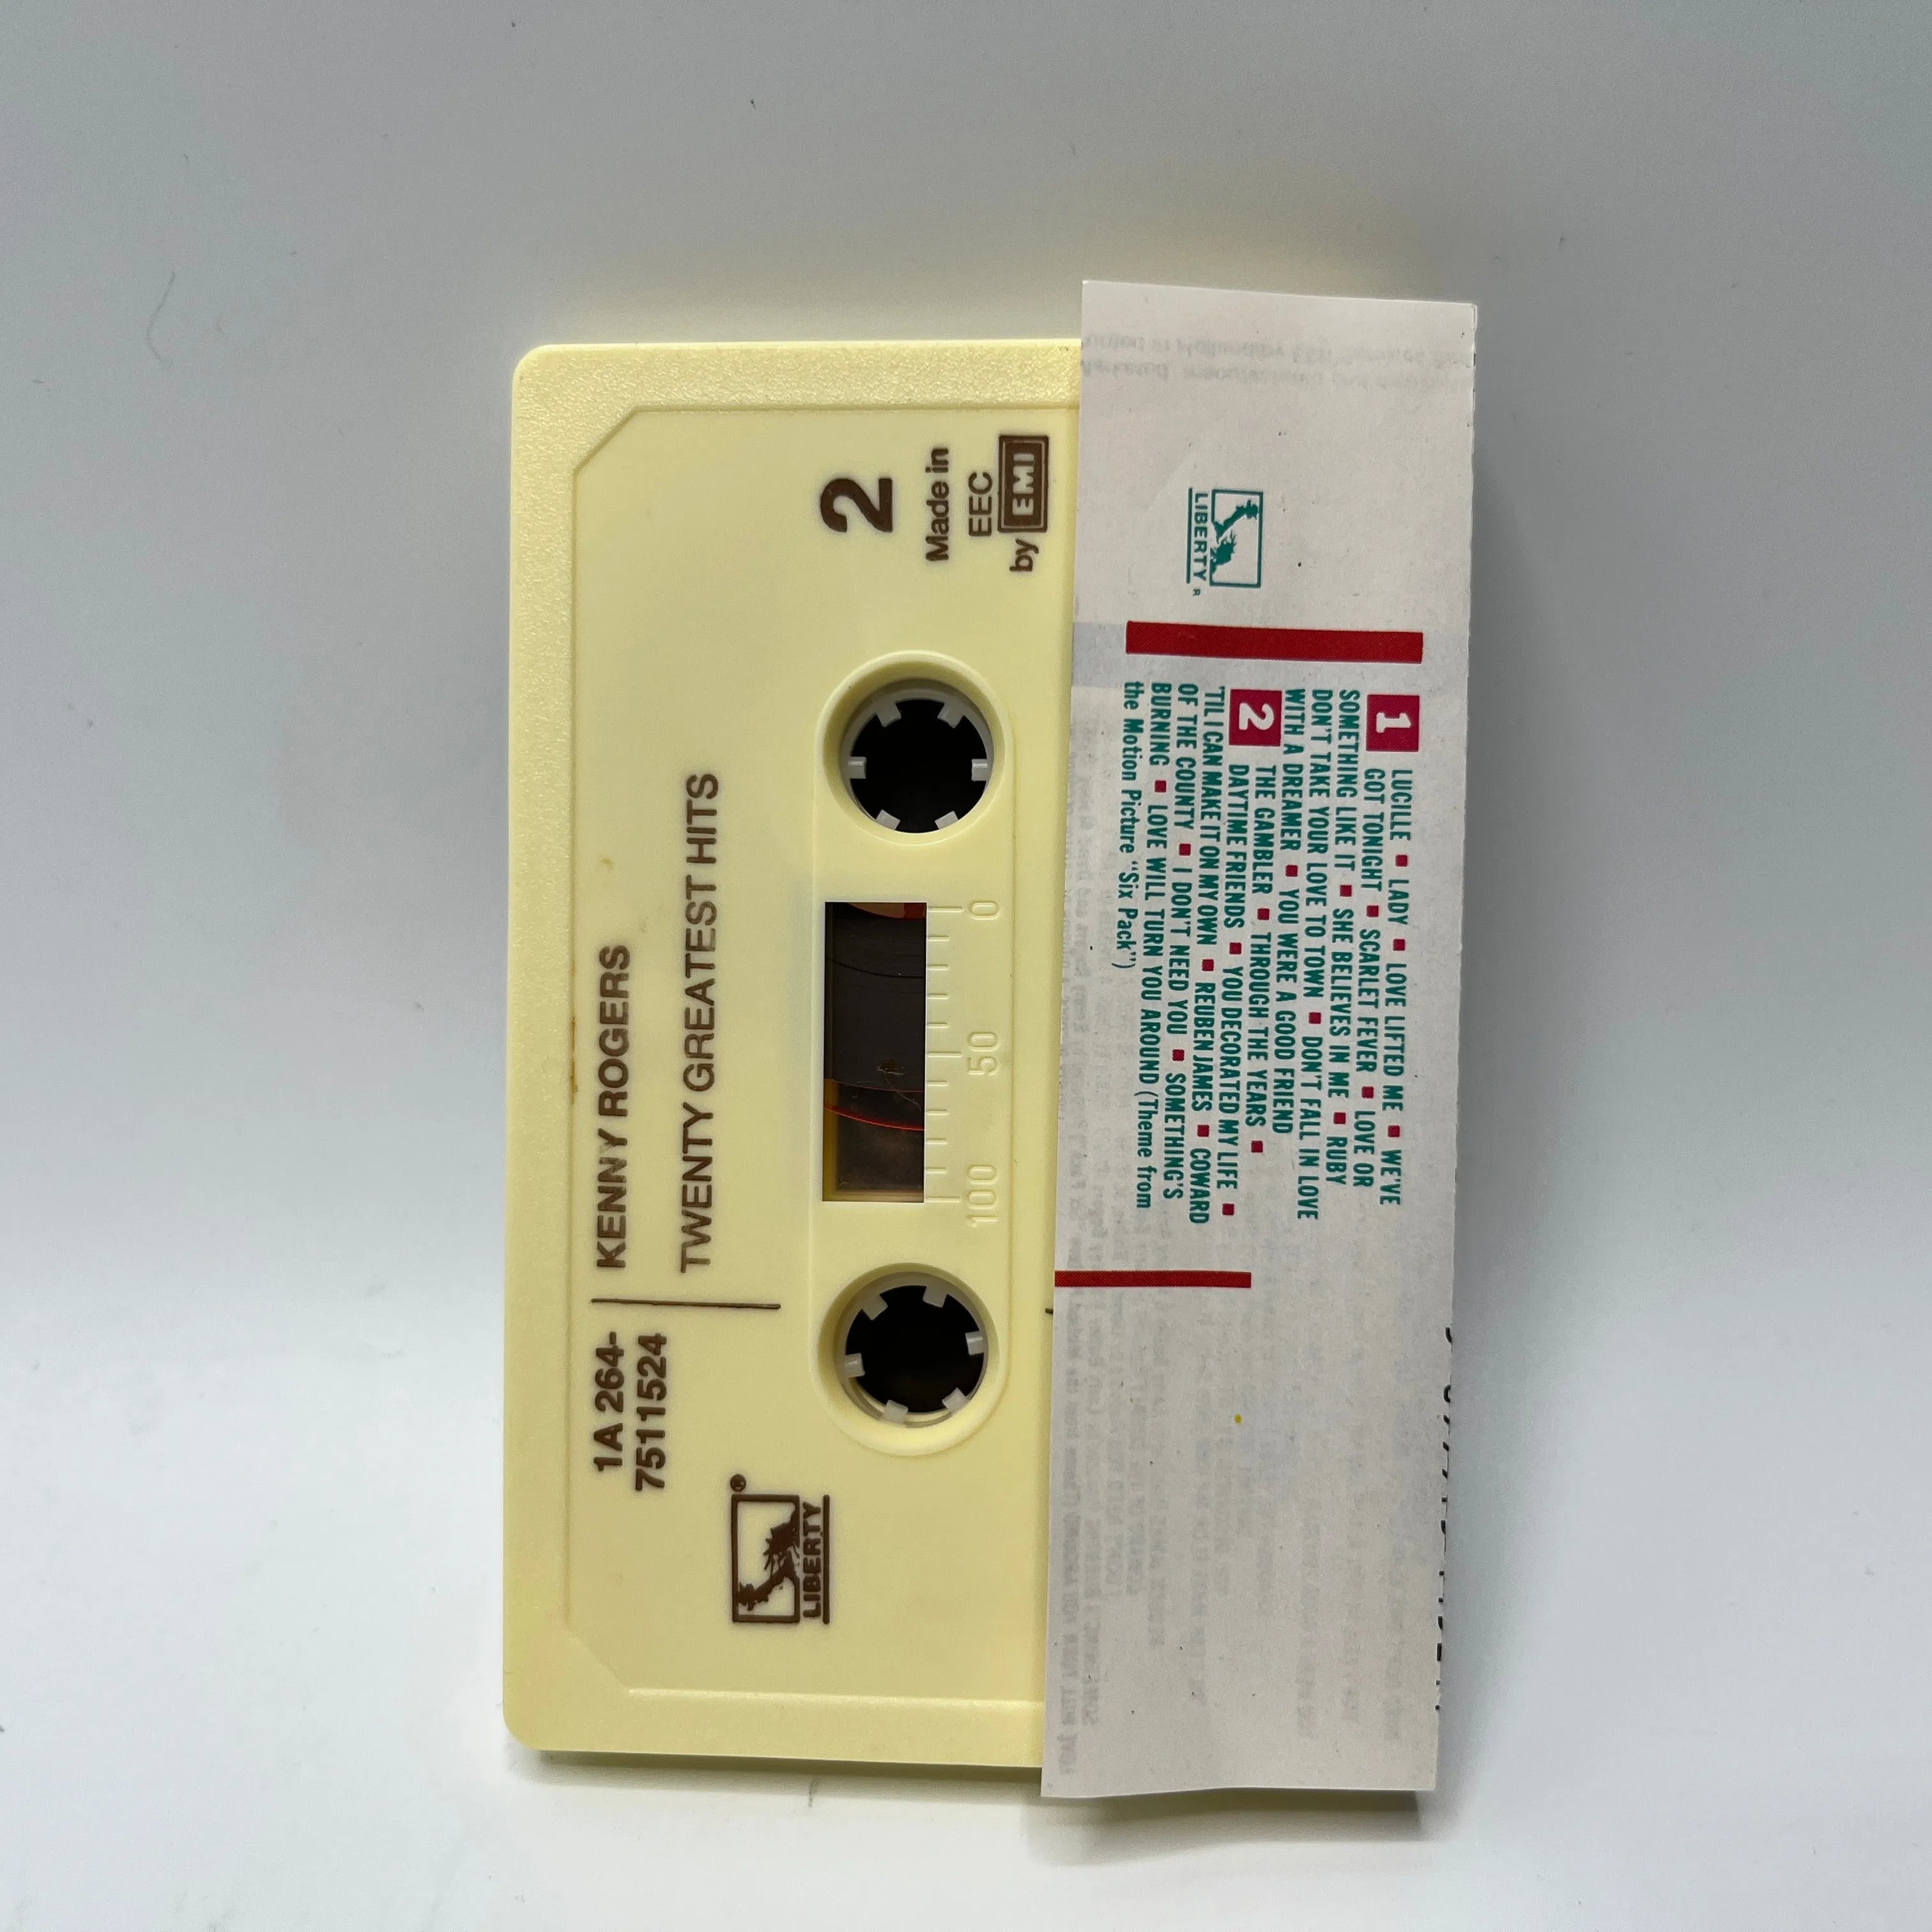 1A 264-
7511524
KENNY ROGERS
TWENTY GREATEST HITS
LIBERTY
®
2
Made in
EEC
by EMI
0
50
100
LIBERTY R
1 LUCILLE ▪ LADY ▪ LOVE LIFTED ME ▪ WE'VE
GOT TONIGHT ▪ SCARLET FEVER ▪ LOVE OR
SOMETHING LIKE IT ▪ SHE BELIEVES IN ME ▪ RUBY
DON'T TAKE YOUR LOVE TO TOWN ▪ DON'T FALL IN LOVE
WITH A DREAMER ▪ YOU WERE A GOOD FRIEND
2 THE GAMBLER ▪ THROUGH THE YEARS ▪
DAYTIME FRIENDS ▪ YOU DECORATED MY LIFE ▪
'TIL I CAN MAKE IT ON MY OWN ▪ REUBEN JAMES ▪ COWARD
OF THE COUNTY ▪ I DON'T NEED YOU ▪ SOMETHING'S
BURNING ▪ LOVE WILL TURN YOU AROUND (Theme from
the Motion Picture "Six Pack")